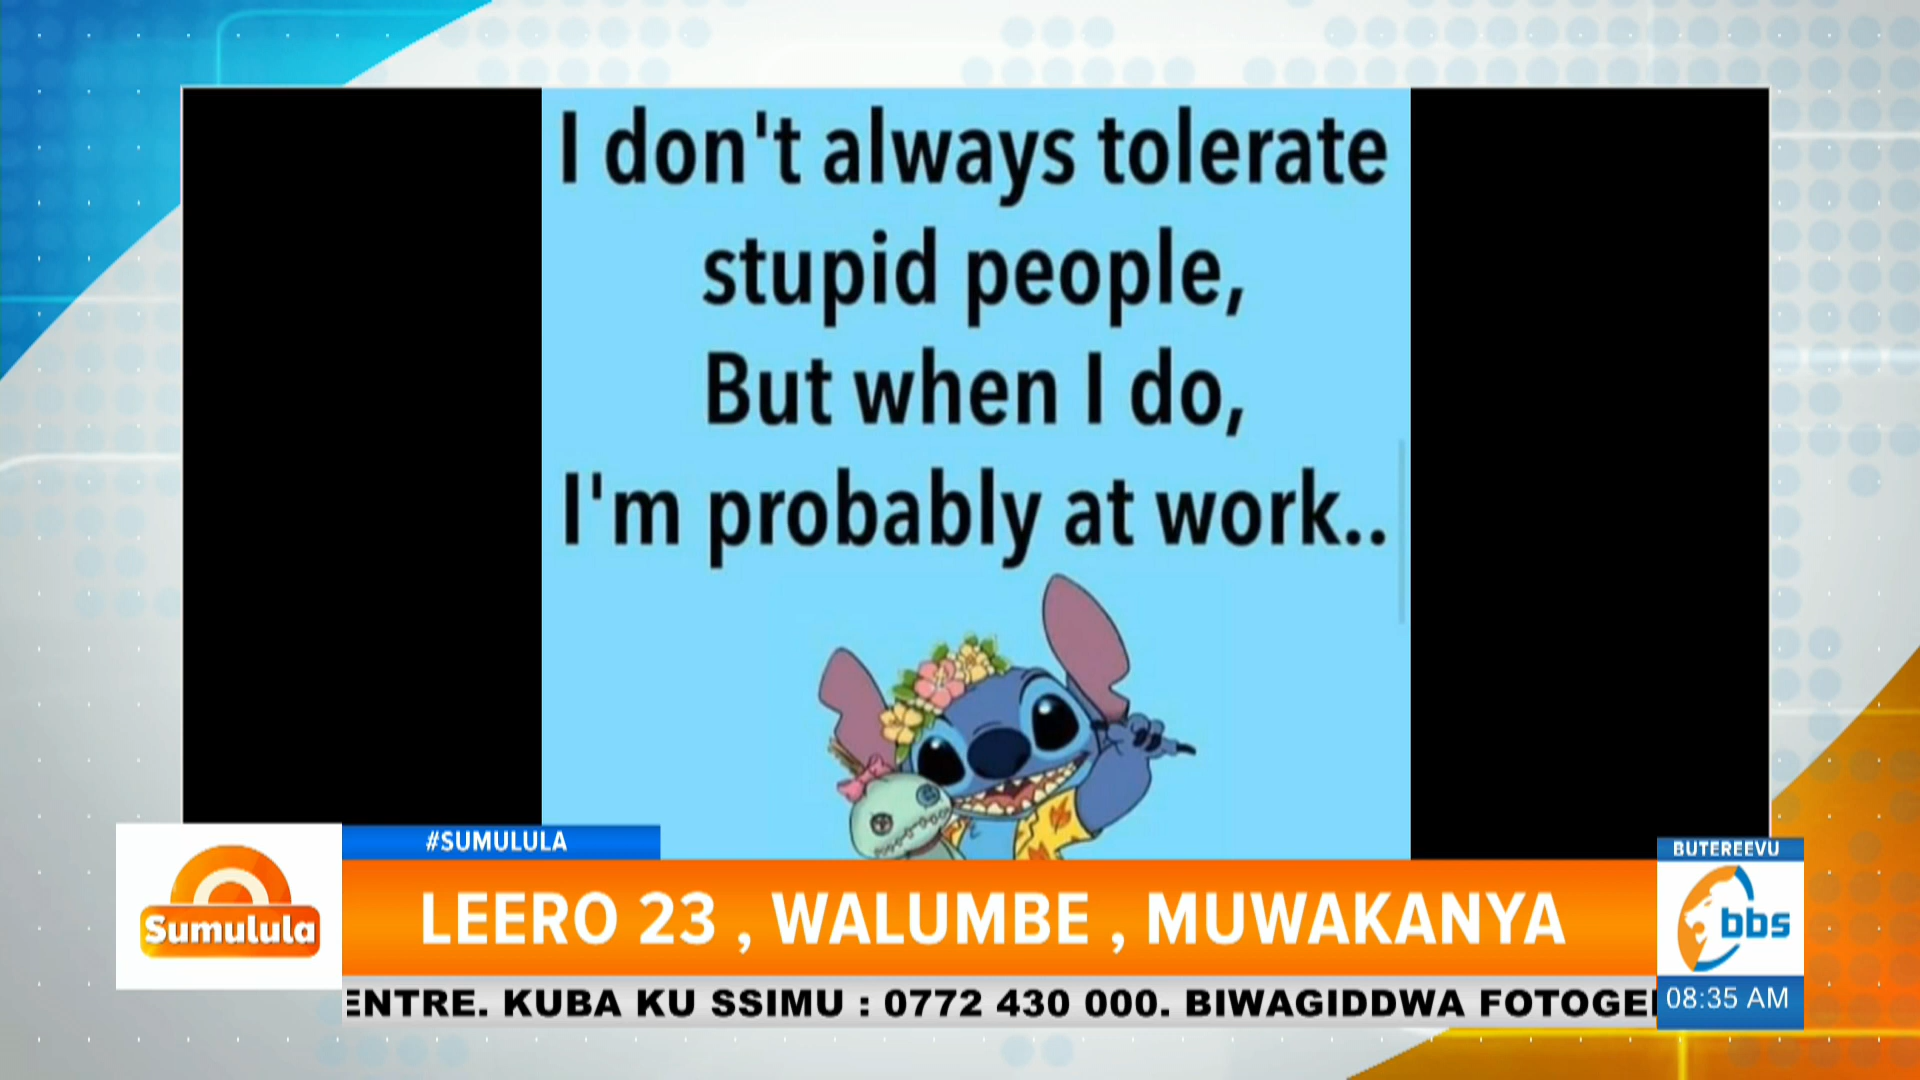 I don't always tolerate
stupid people,
But when I do,
I'm probably at work..
#SUMULULA
Sumulula
LEERO 23 , WALUMBE , MUWAKANYA
BUTEREEVU
bbs
08:35 AM
ENTRE. KUBA KU SSIMU : 0772 430 000. BIWAGIDDWA